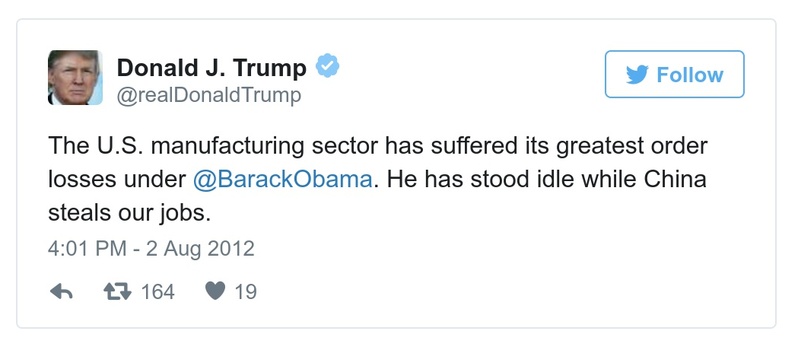 Donald J. Trump
@realDonaldTrump
Follow
The U.S. manufacturing sector has suffered its greatest order
losses under @BarackObama. He has stood idle while China
steals our jobs.
4:01 PM - 2 Aug 2012
164 19